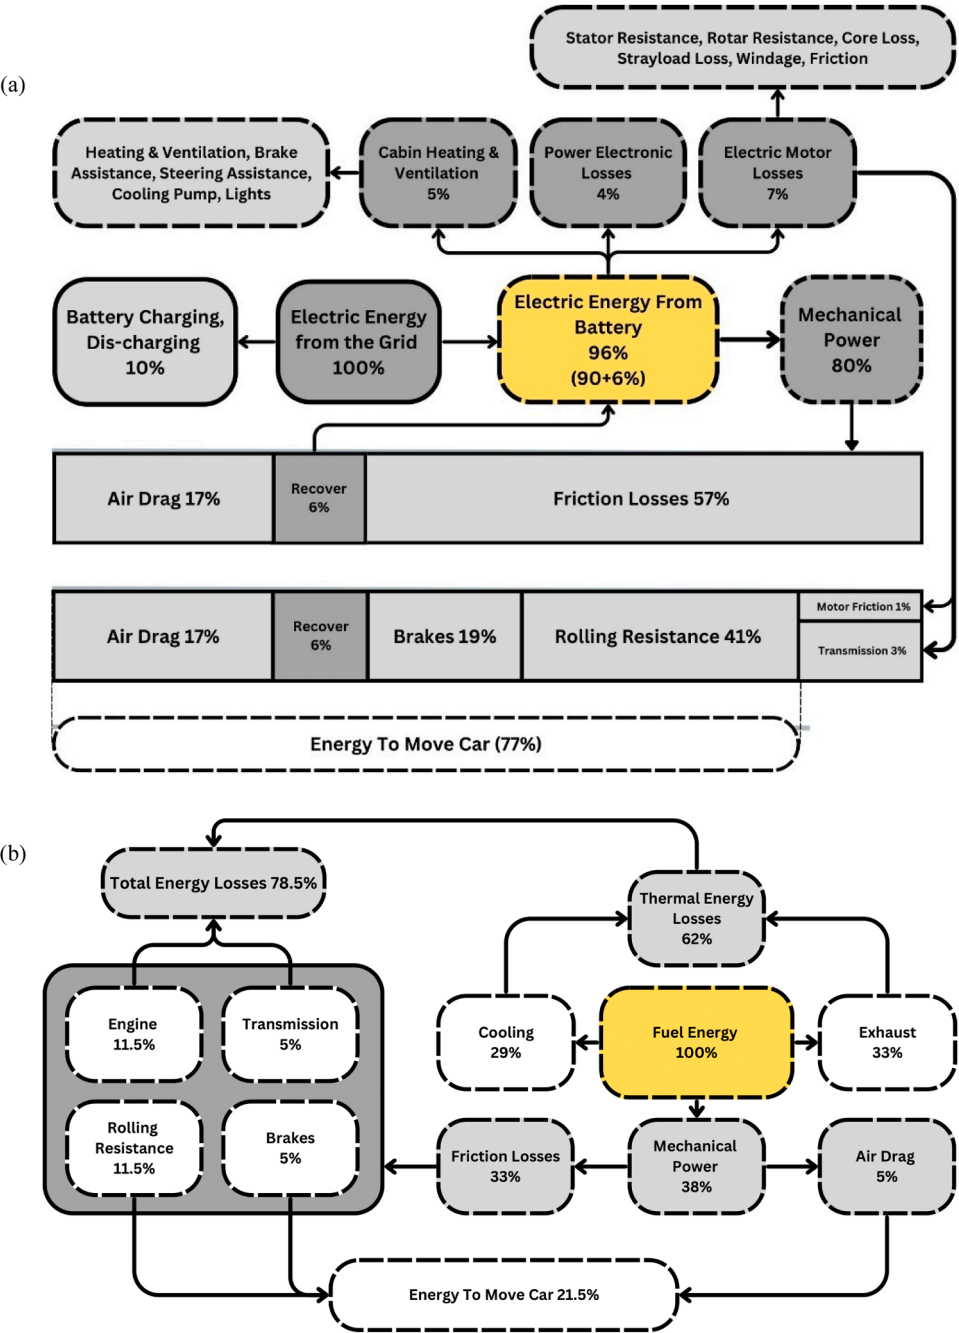 Stator Resistance, Rotar Resistance, Core Loss,
Strayload Loss, Windage, Friction
(a)
Heating & Ventilation, Brake
Assistance, Steering Assistance,
Cooling Pump, Lights
Cabin Heating &
Ventilation
5%
Power Electronic
Losses
4%
Electric Motor
Losses
7%
Battery Charging,
Dis-charging
10%
Electric Energy
from the Grid
100%
Electric Energy From
Battery
96%
(90+6%)
Mechanical
Power
80%
Air Drag 17%
Recover
6%
Friction Losses 57%
Air Drag 17%
Recover
6%
Brakes 19%
Rolling Resistance 41%
Motor Friction 1%
Transmission 3%
Energy To Move Car (77%)
(b)
Total Energy Losses 78.5%
Thermal Energy
Losses
62%
Engine
11.5%
Transmission
5%
Cooling
29%
Fuel Energy
100%
Exhaust
33%
Rolling
Resistance
11.5%
Brakes
5%
Friction Losses
33%
Mechanical
Power
38%
Air Drag
5%
Energy To Move Car 21.5%